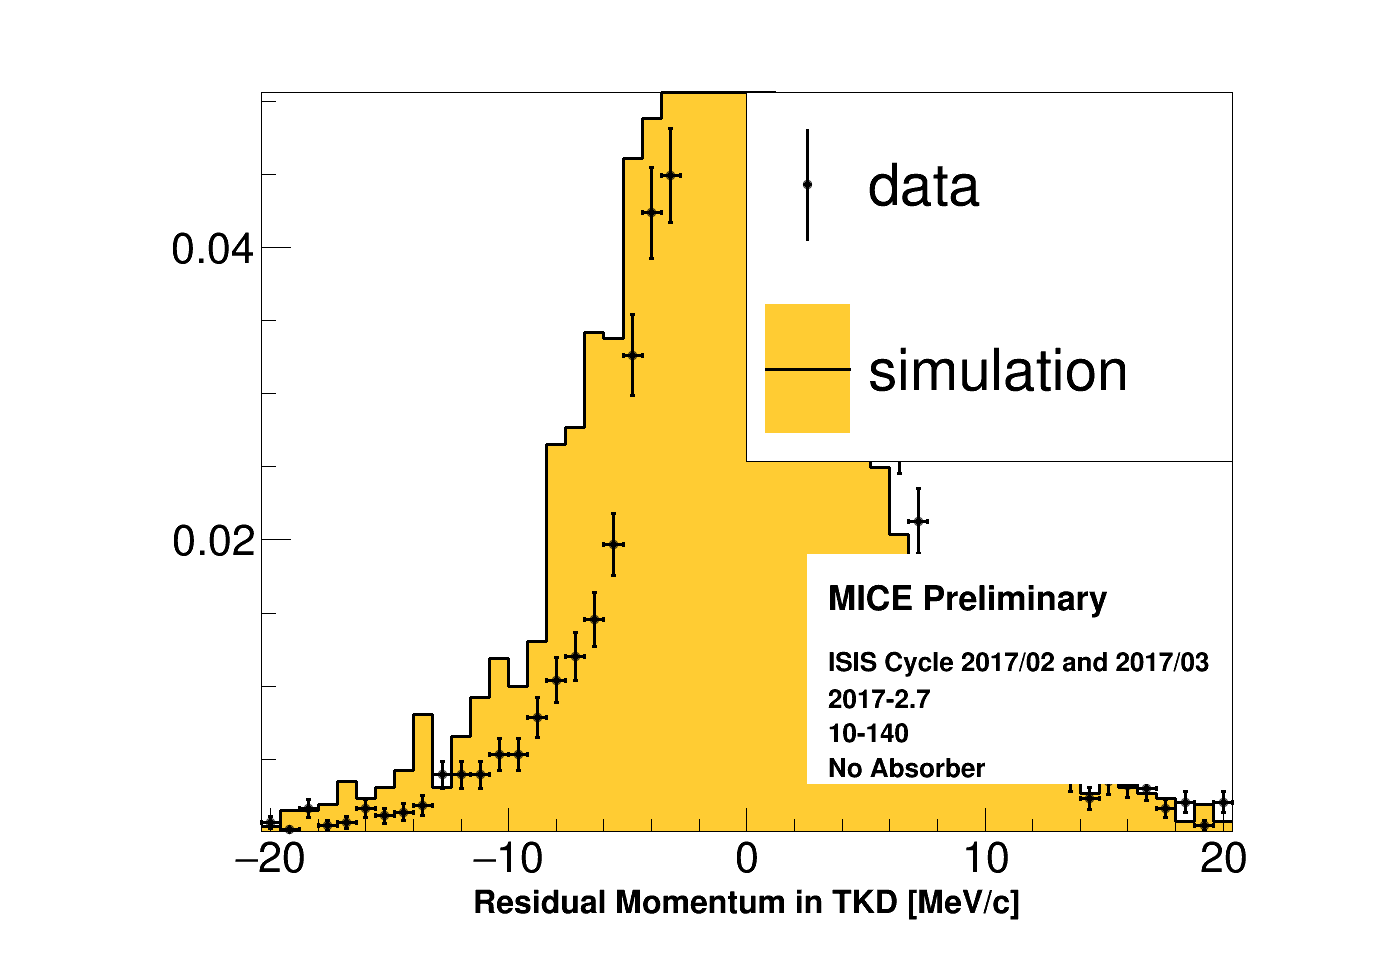 data
0.04
simulation
0.02
MICE Preliminary
ISIS Cycle 2017/02 and 2017/03
2017-2.7
10-140
No Absorber
−20 −10 0 10 20
Residual Momentum in TKD [MeV/c]